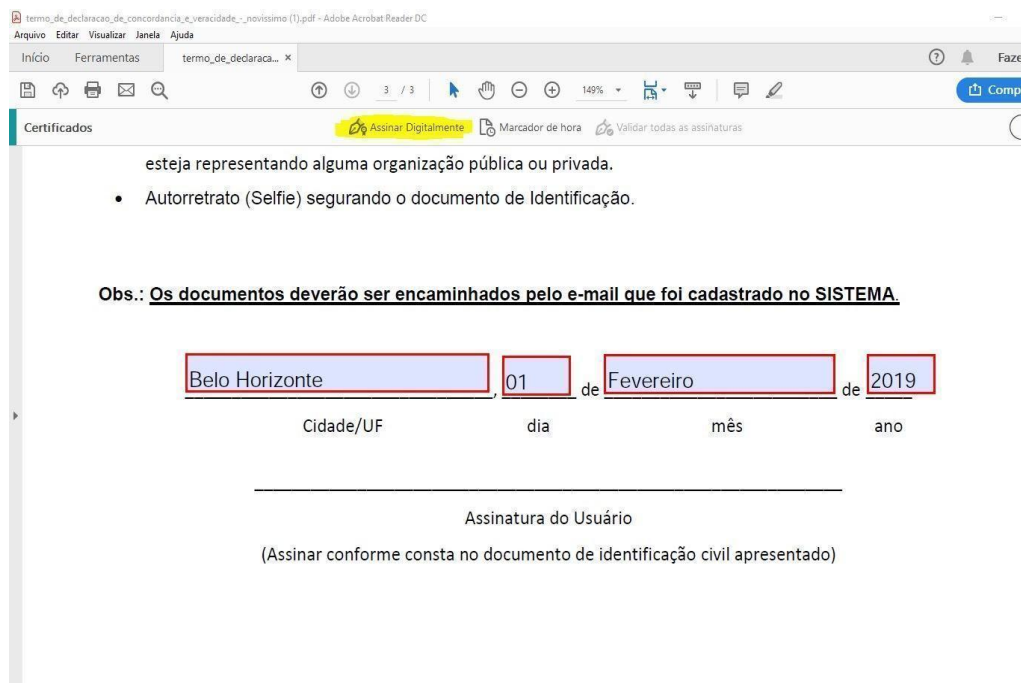 termo_de_declaracao_de_concordancia_e_veracidade_-_novissimo (1).pdf - Adobe Acrobat Reader DC
Arquivo Editar Visualizar Janela Ajuda
Início Ferramentas termo_de_declaraca... ×
Faze
3 / 3 149% Comp
Certificados Assinar Digitalmente Marcador de hora Validar todas as assinaturas
esteja representando alguma organização pública ou privada.
• Autorretrato (Selfie) segurando o documento de Identificação.
Obs.: Os documentos deverão ser encaminhados pelo e-mail que foi cadastrado no SISTEMA.
Belo Horizonte, 01 de Fevereiro de 2019
Cidade/UF dia mês ano
Assinatura do Usuário
(Assinar conforme consta no documento de identificação civil apresentado)